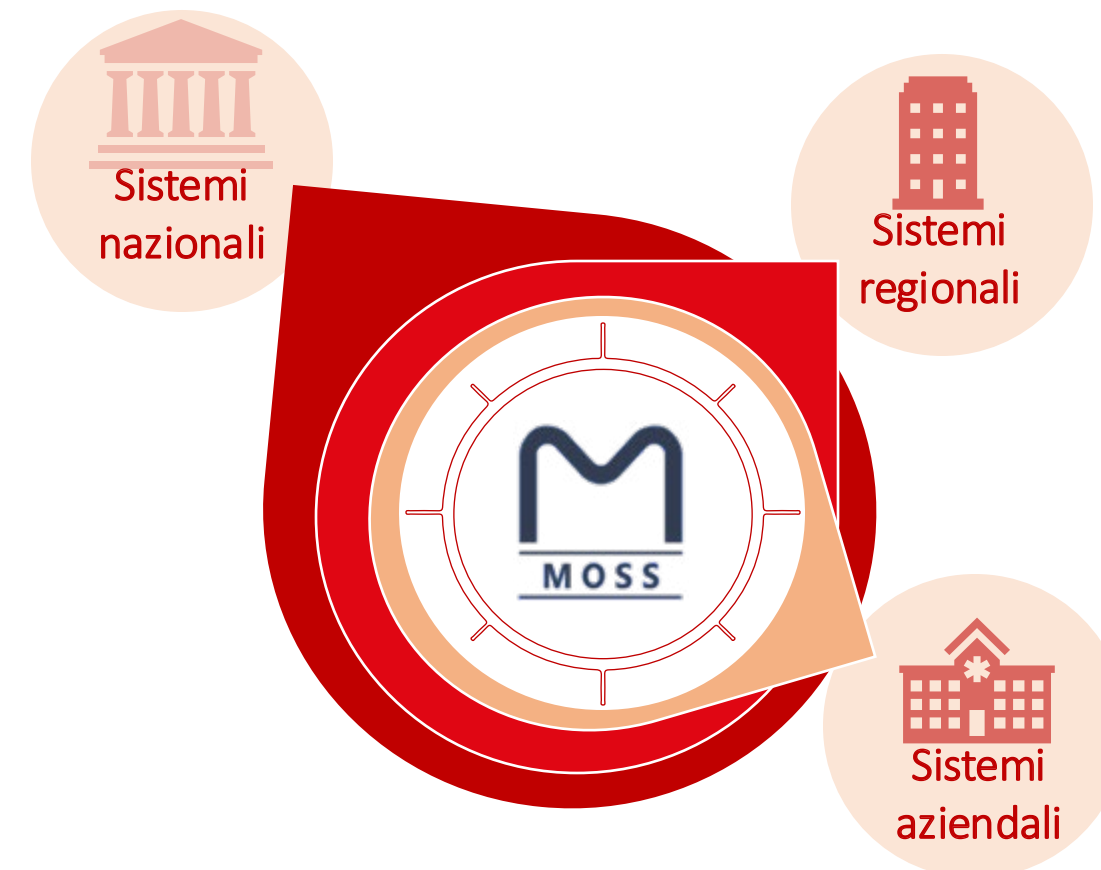 Sistemi
nazionali
Sistemi
regionali
MOSS
Sistemi
aziendali